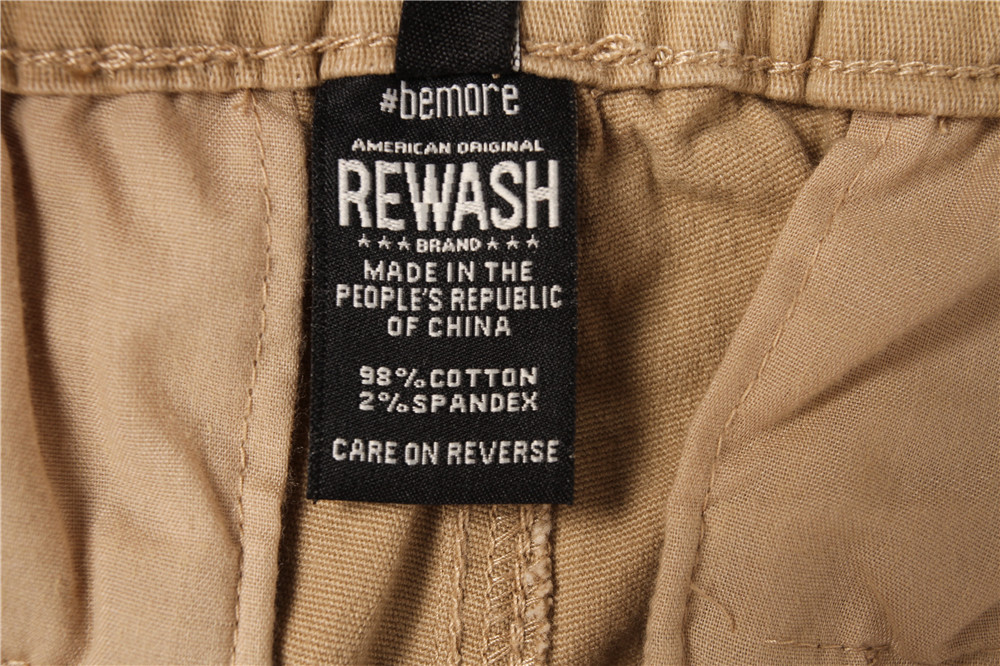 #bemore
AMERICAN ORIGINAL
REWASH
★★★ BRAND ★★★
MADE IN THE
PEOPLE'S REPUBLIC
OF CHINA
98% COTTON
2% SPANDEX
CARE ON REVERSE